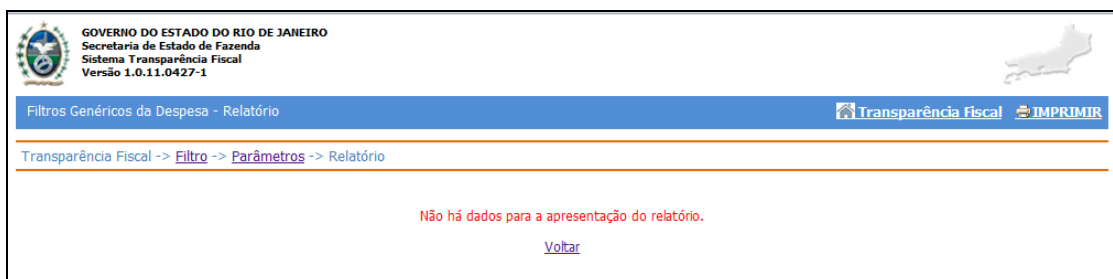 GOVERNO DO ESTADO DO RIO DE JANEIRO
Secretaria de Estado de Fazenda
Sistema Transparência Fiscal
Versão 1.0.11.0427-1
Filtros Genéricos da Despesa - Relatório
Transparência Fiscal IMPRIMIR
Transparência Fiscal -> Filtro -> Parâmetros -> Relatório
Não há dados para a apresentação do relatório.
Voltar